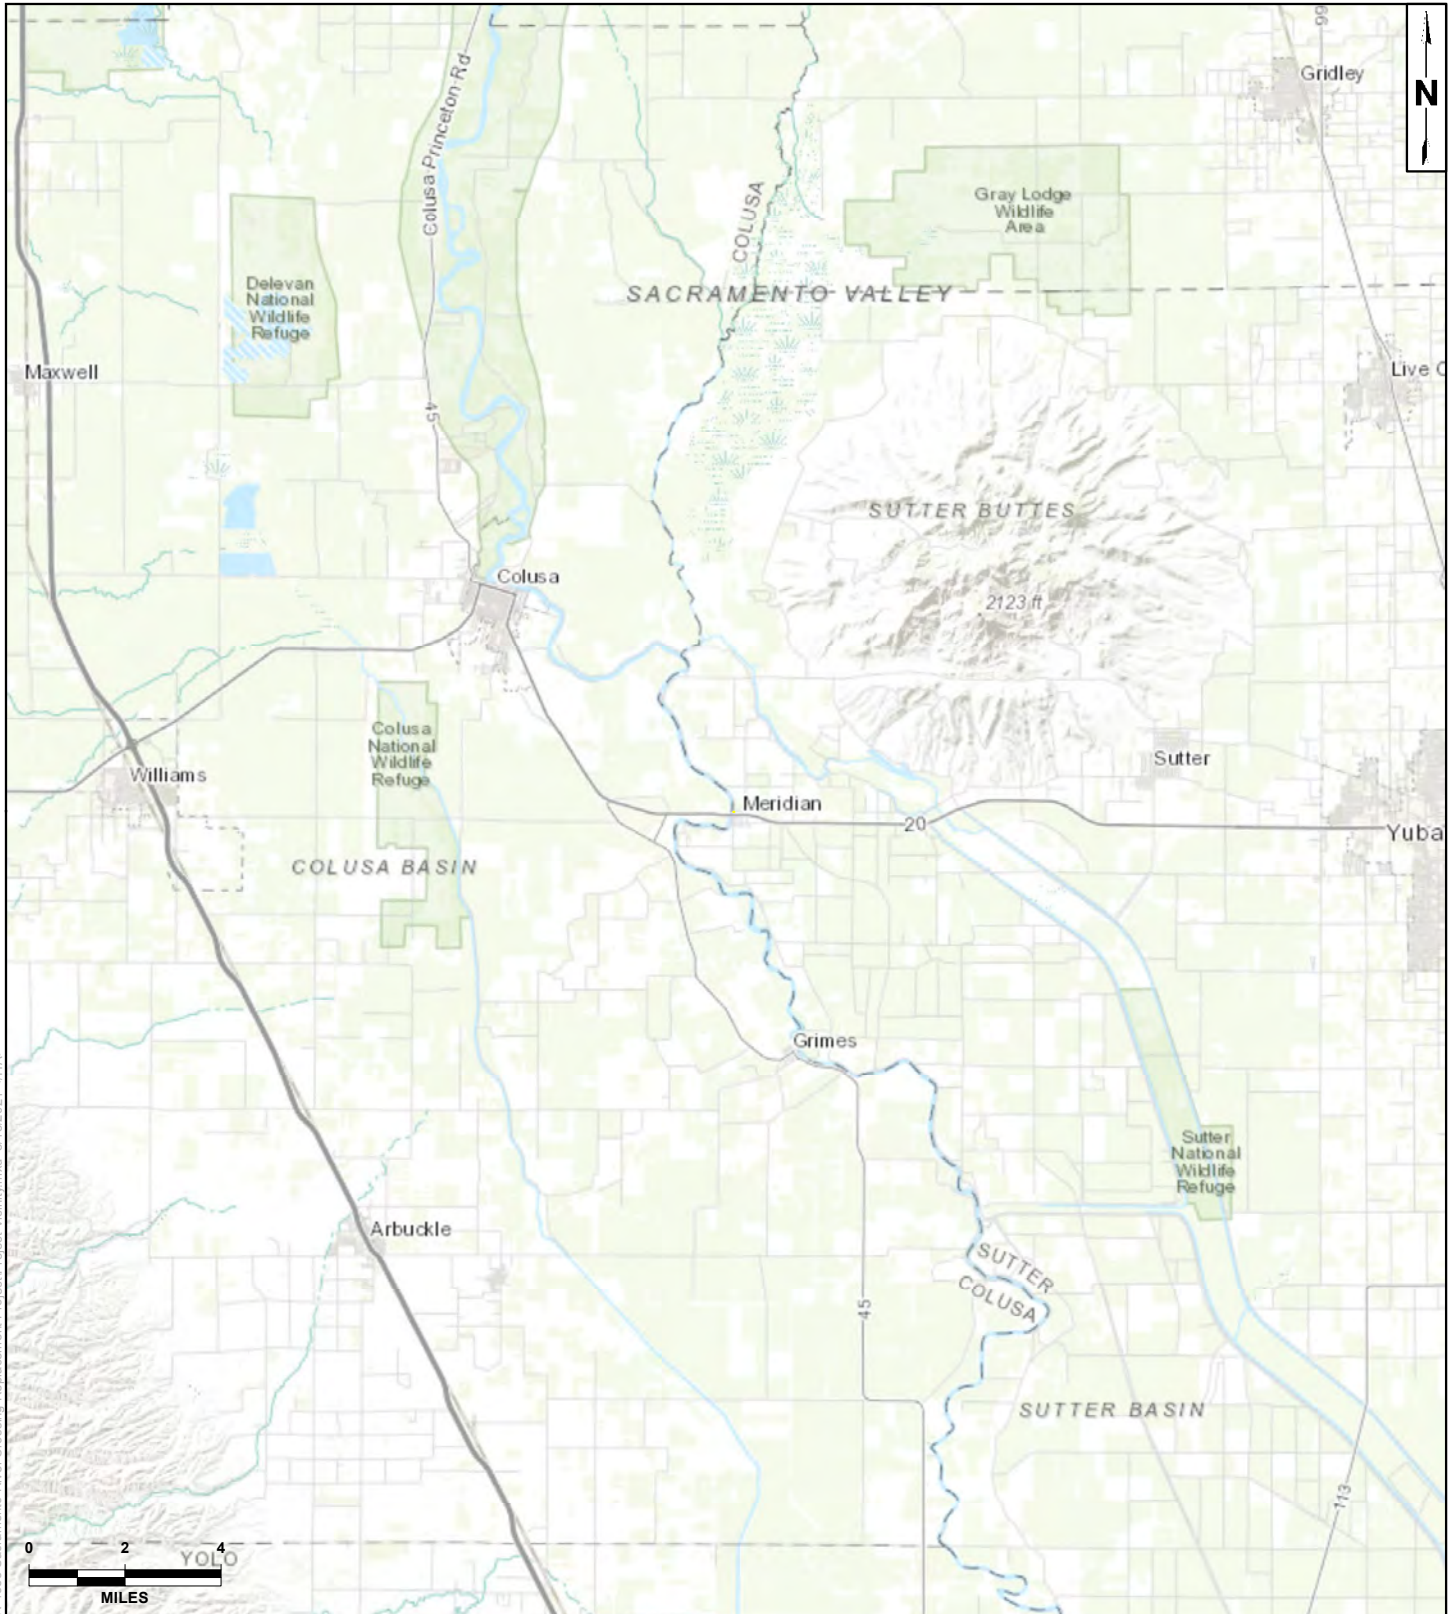 99
Gridley
N
Colusa Princeton Rd
Gray Lodge
Wildlife
Area
COLUSA
Delevan
National
Wildlife
Refuge
SACRAMENTO VALLEY
Maxwell
Live C
45
SUTTER BUTTES
Colusa
2123 ft
Colusa
National
Wildlife
Refuge
Sutter
Williams
Meridian
20
Yuba
COLUSA BASIN
Grimes
Sutter
National
Wildlife
Refuge
Arbuckle
SUTTER
COLUSA
45
SUTTER BASIN
113
0 2 4
YOLO
MILES